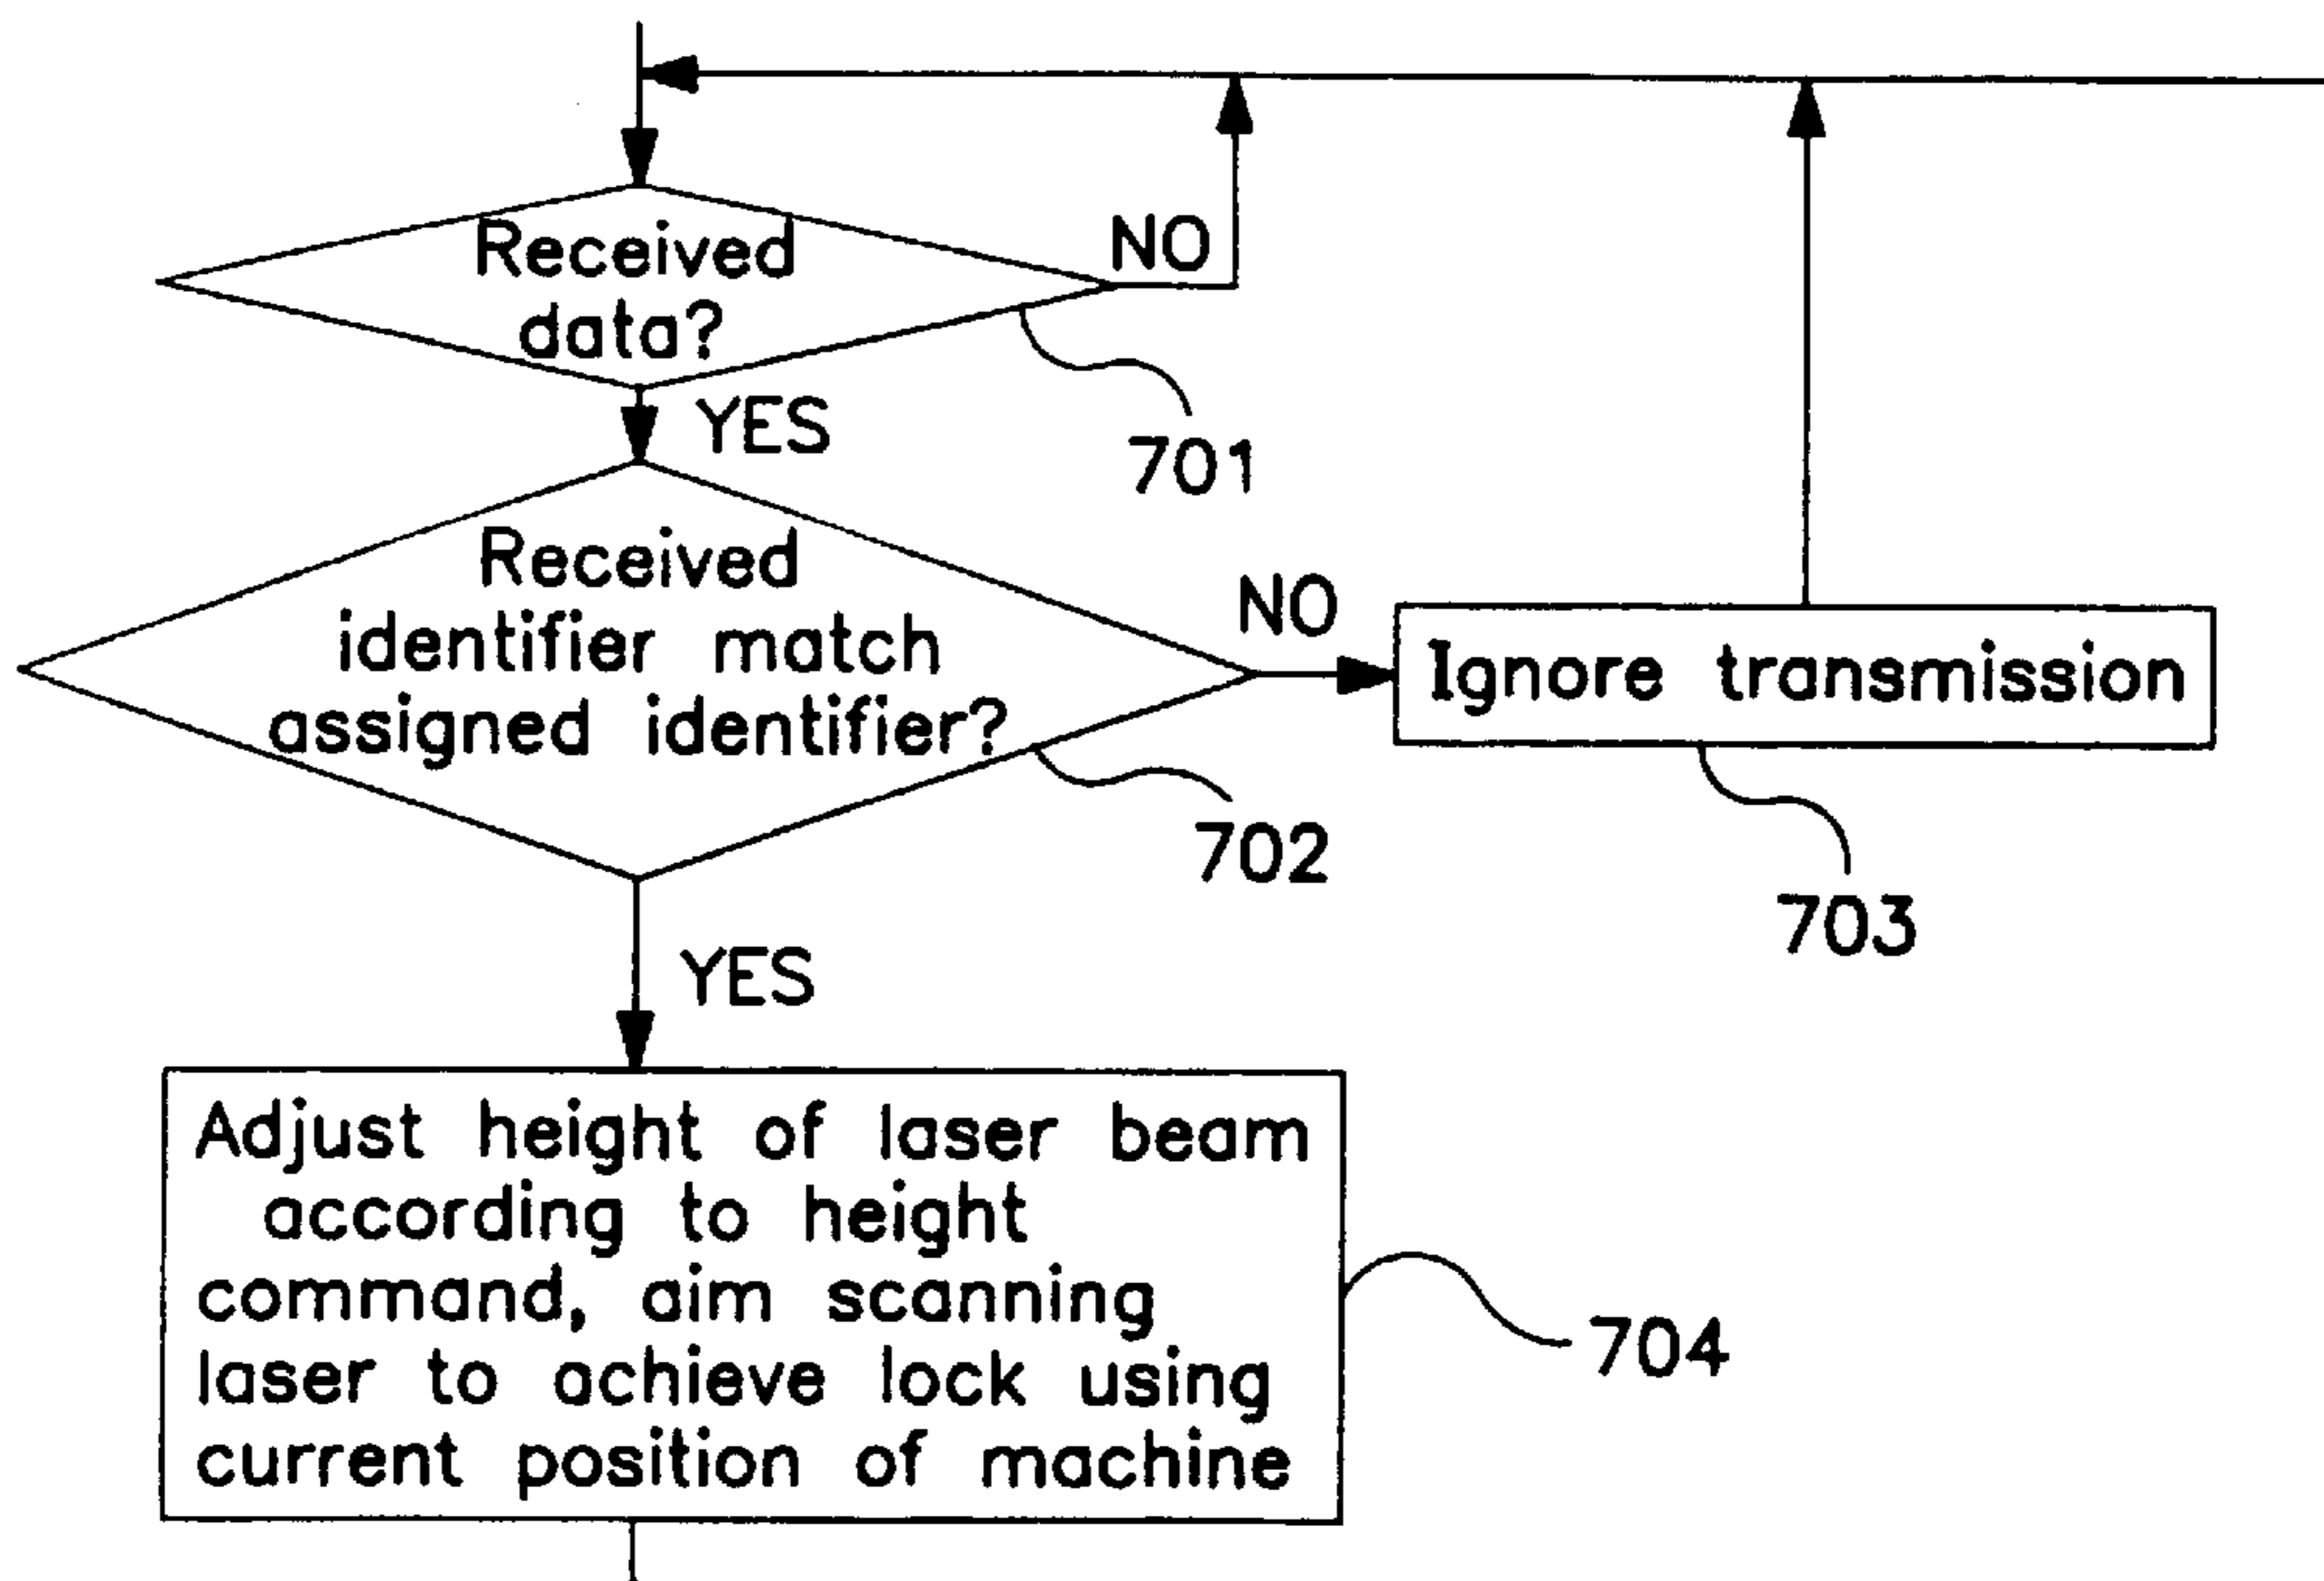 Received
data?
NO
YES
701
Received
identifier match
assigned identifier?
NO
Ignore transmission
702
703
YES
Adjust height of laser beam
according to height
command, aim scanning
laser to achieve lock using
current position of machine
704